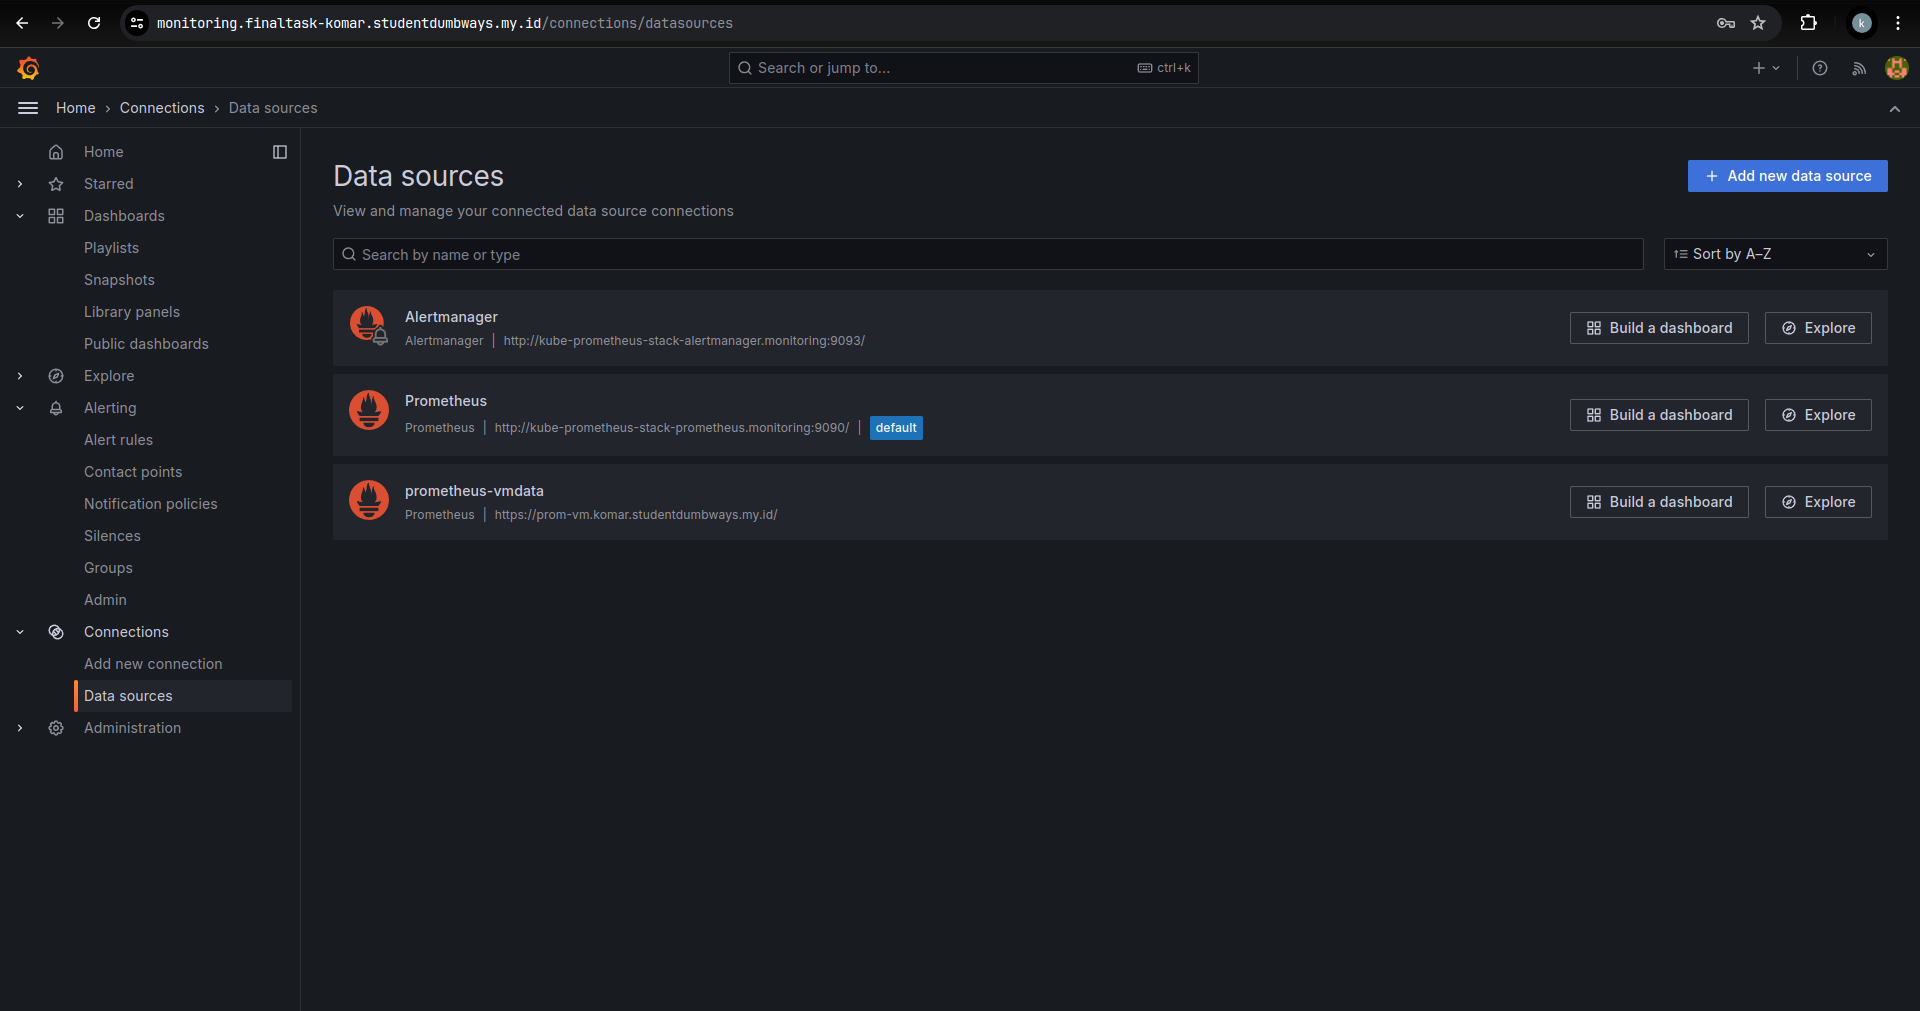 monitoring.finaltask-komar.studentdumbways.my.id/connections/datasources
k
Search or jump to...
ctrl+k
Home › Connections › Data sources
Home
Starred
Dashboards
Playlists
Snapshots
Library panels
Public dashboards
Explore
Alerting
Alert rules
Contact points
Notification policies
Silences
Groups
Admin
Connections
Add new connection
Data sources
Administration
Data sources
Add new data source
View and manage your connected data source connections
Search by name or type
Sort by A–Z
Alertmanager
Alertmanager | http://kube-prometheus-stack-alertmanager.monitoring:9093/
Build a dashboard
Explore
Prometheus
Prometheus | http://kube-prometheus-stack-prometheus.monitoring:9090/ | default
Build a dashboard
Explore
prometheus-vmdata
Prometheus | https://prom-vm.komar.studentdumbways.my.id/
Build a dashboard
Explore